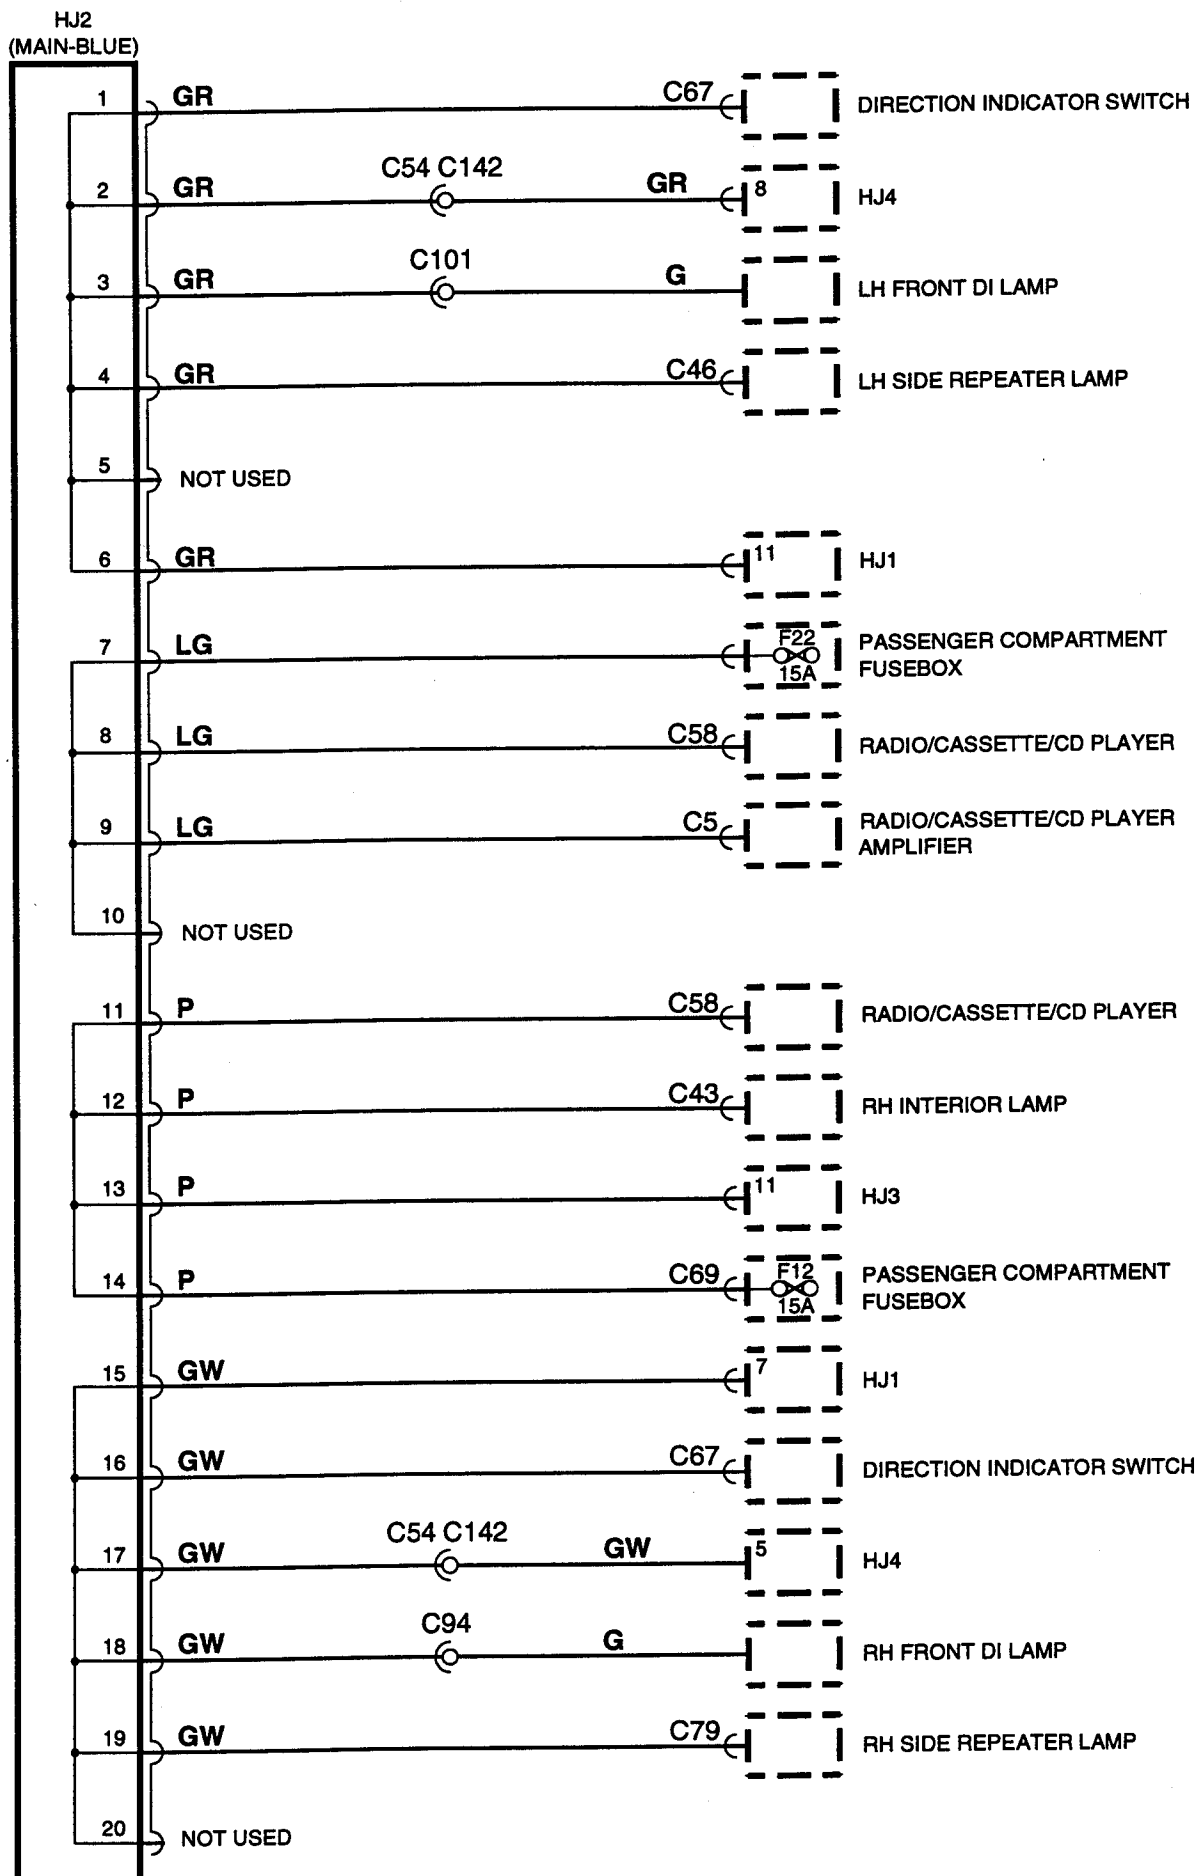 HJ2
(MAIN-BLUE)
1 GR C67 DIRECTION INDICATOR SWITCH
C54 C142
2 GR GR 8 HJ4
C101
3 GR G LH FRONT DI LAMP
4 GR C46 LH SIDE REPEATER LAMP
5 NOT USED
6 GR 11 HJ1
7 LG F22 PASSENGER COMPARTMENT
15A FUSEBOX
8 LG C58 RADIO/CASSETTE/CD PLAYER
9 LG C5 RADIO/CASSETTE/CD PLAYER
AMPLIFIER
10 NOT USED
11 P C58 RADIO/CASSETTE/CD PLAYER
12 P C43 RH INTERIOR LAMP
13 P 11 HJ3
14 P C69 F12 PASSENGER COMPARTMENT
15A FUSEBOX
15 GW 7 HJ1
16 GW C67 DIRECTION INDICATOR SWITCH
C54 C142
17 GW GW 5 HJ4
C94
18 GW G RH FRONT DI LAMP
19 GW C79 RH SIDE REPEATER LAMP
20 NOT USED